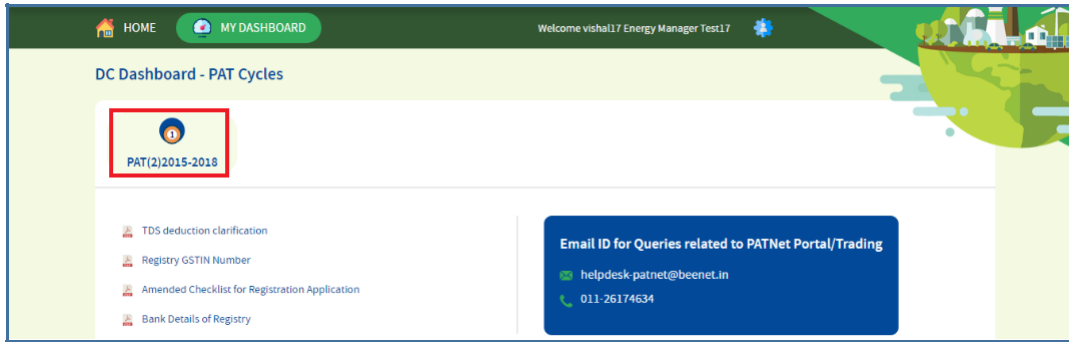 HOME
MY DASHBOARD
Welcome vishal17 Energy Manager Test17
DC Dashboard - PAT Cycles
1
PAT(2)2015-2018
TDS deduction clarification
Registry GSTIN Number
Amended Checklist for Registration Application
Bank Details of Registry
Email ID for Queries related to PATNet Portal/Trading
helpdesk-patnet@beenet.in
011-26174634